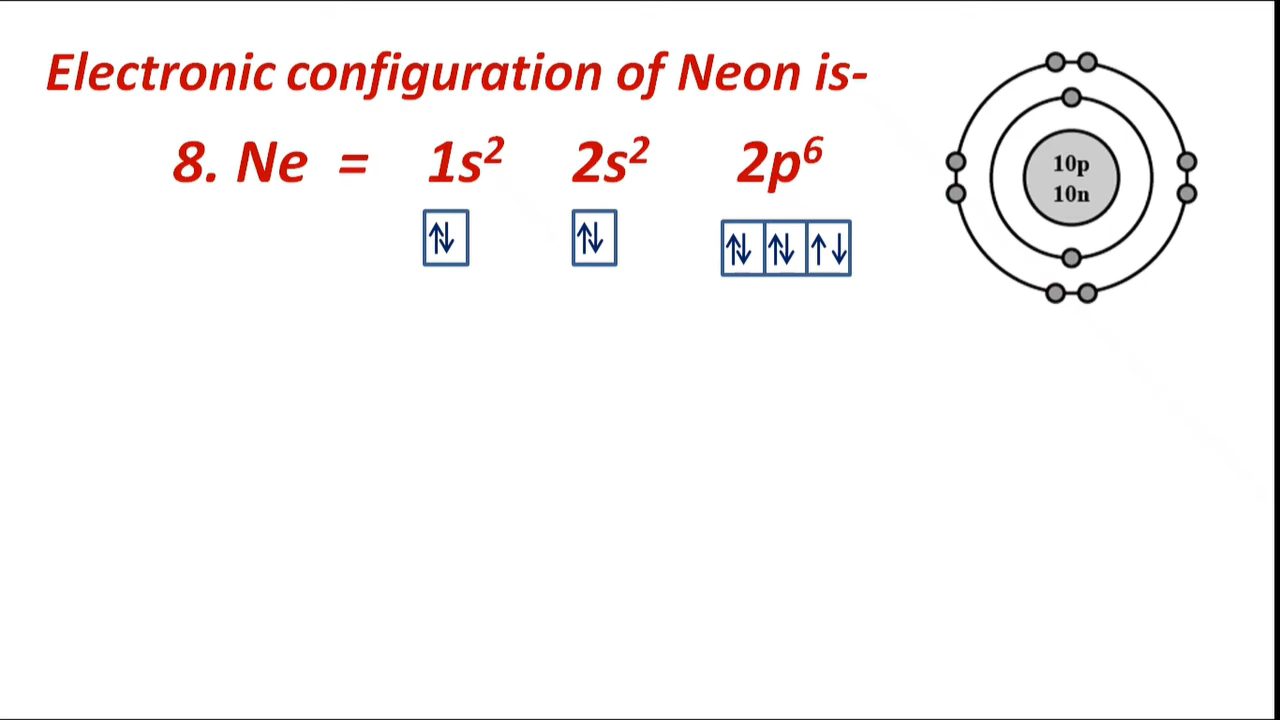 Electronic configuration of Neon is-
8. Ne = 1s² 2s² 2p⁶
10p
10n